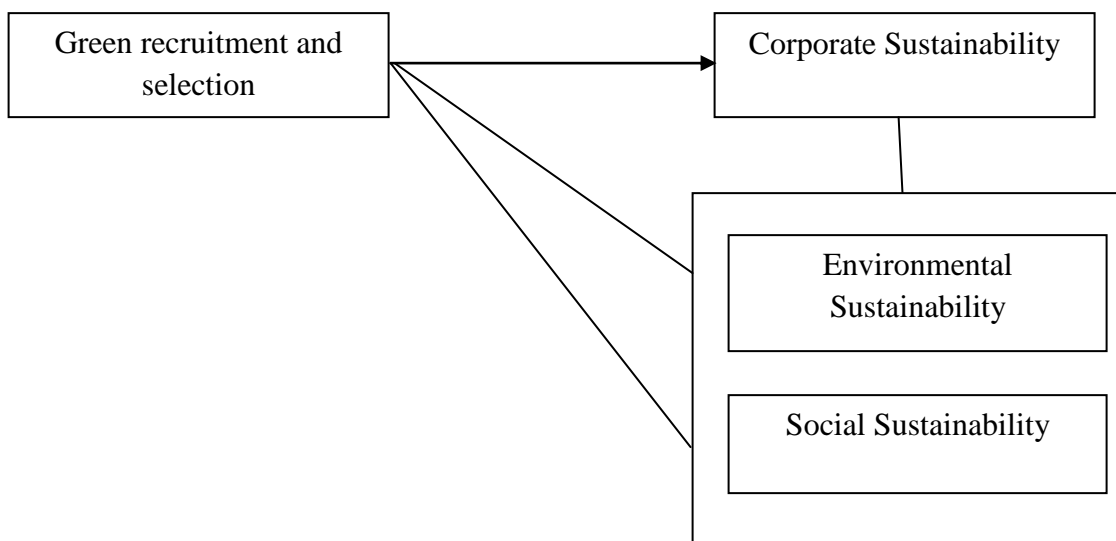 Green recruitment and
selection
Corporate Sustainability
Environmental
Sustainability
Social Sustainability